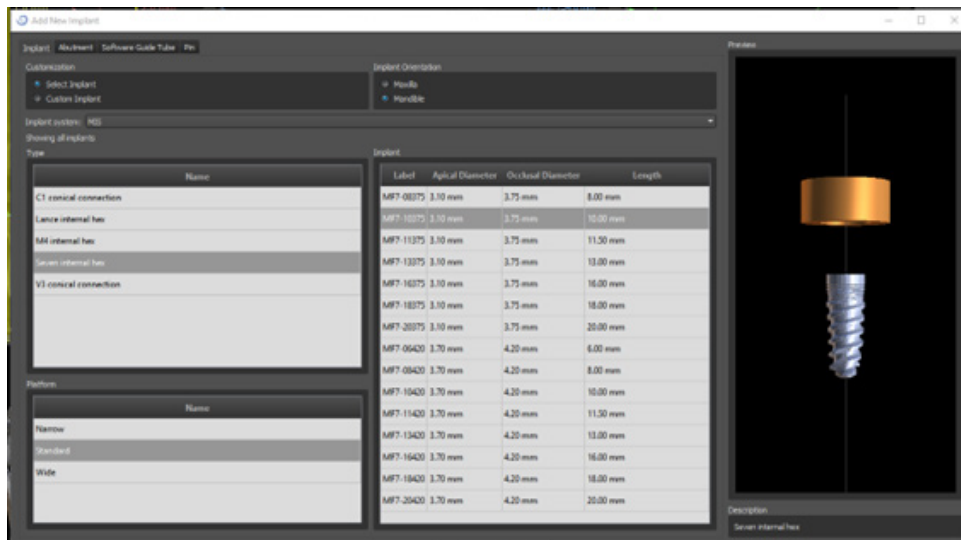 Add New Implant
Implant Abutment Software Guide Tube Pin
Preview
Customization
Select Implant
Custom Implant
Implant Orientation
Maxilla
Mandible
Implant system: MIS
Showing all implants
Type
Name
C1 conical connection
Lance internal hex
M4 internal hex
Seven internal hex
V3 conical connection
Platform
Name
Narrow
Standard
Wide
Implant
Label Apical Diameter Occlusal Diameter Length
MF7-08375 3.10 mm 3.75 mm 8.00 mm
MF7-10375 3.10 mm 3.75 mm 10.00 mm
MF7-11375 3.10 mm 3.75 mm 11.50 mm
MF7-13375 3.10 mm 3.75 mm 13.00 mm
MF7-16375 3.10 mm 3.75 mm 16.00 mm
MF7-18375 3.10 mm 3.75 mm 18.00 mm
MF7-20375 3.10 mm 3.75 mm 20.00 mm
MF7-06420 3.70 mm 4.20 mm 6.00 mm
MF7-08420 3.70 mm 4.20 mm 8.00 mm
MF7-10420 3.70 mm 4.20 mm 10.00 mm
MF7-11420 3.70 mm 4.20 mm 11.50 mm
MF7-13420 3.70 mm 4.20 mm 13.00 mm
MF7-16420 3.70 mm 4.20 mm 16.00 mm
MF7-18420 3.70 mm 4.20 mm 18.00 mm
MF7-20420 3.70 mm 4.20 mm 20.00 mm
Description
Seven internal hex